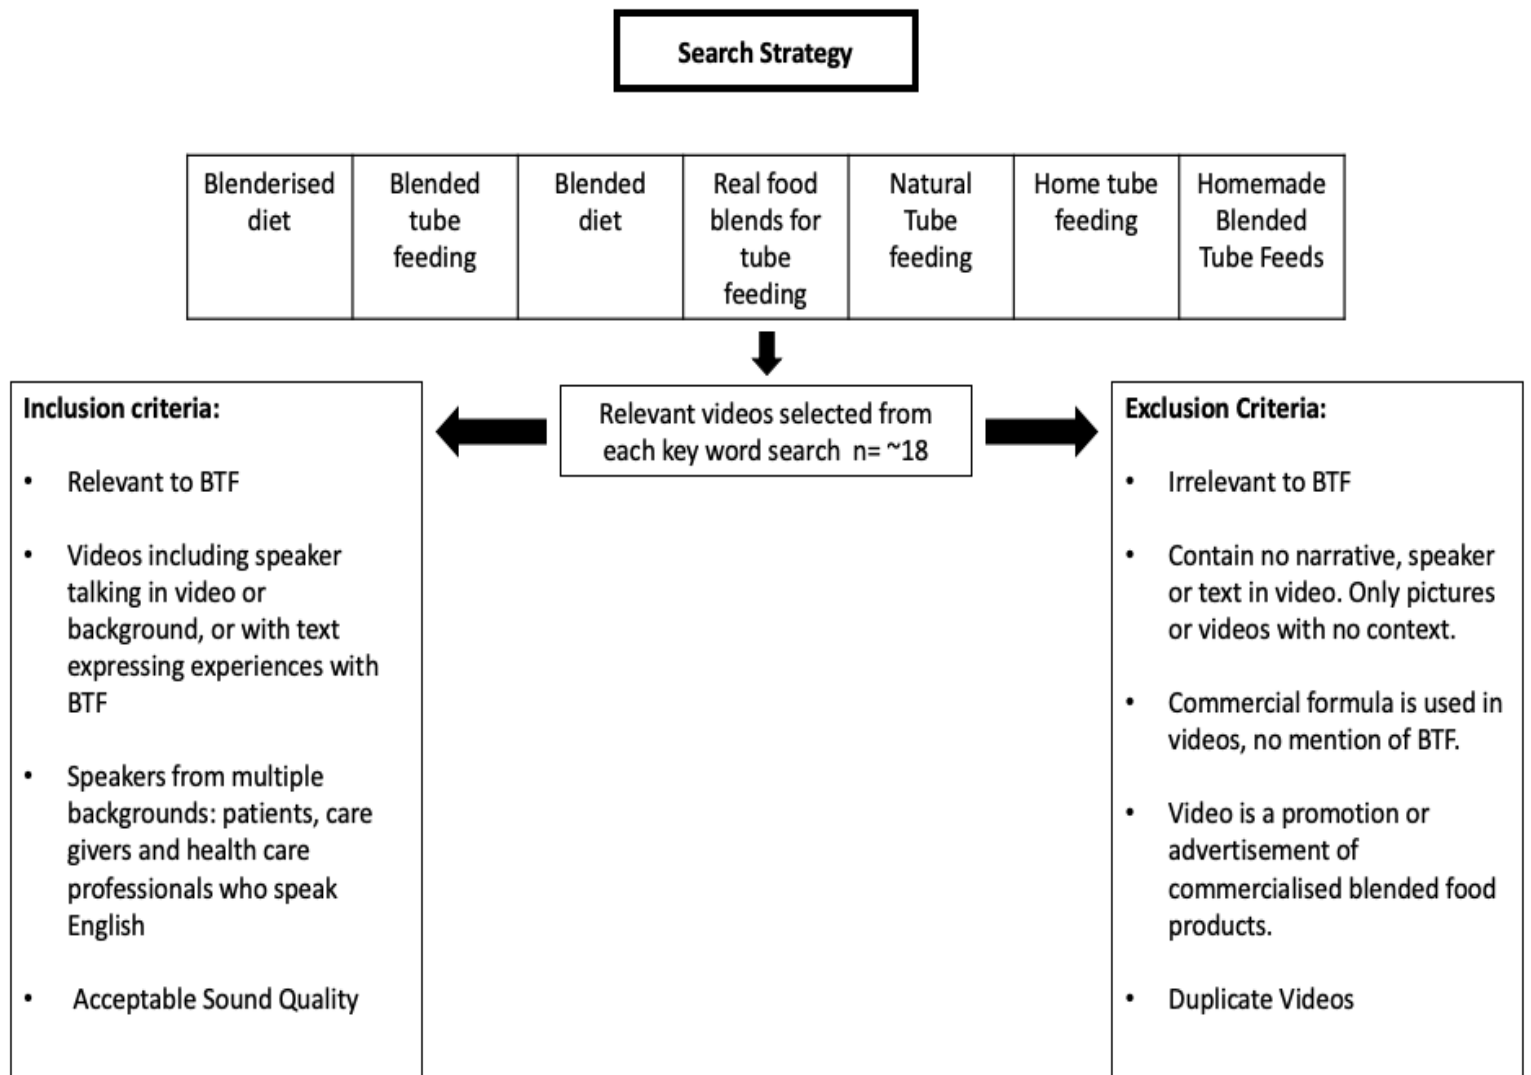 Search Strategy
Blenderised
diet
Blended
tube
feeding
Blended
diet
Real food
blends for
tube
feeding
Natural
Tube
feeding
Home tube
feeding
Homemade
Blended
Tube Feeds
Relevant videos selected from
each key word search n= ~18
Inclusion criteria:
• Relevant to BTF
• Videos including speaker
talking in video or
background, or with text
expressing experiences with
BTF
• Speakers from multiple
backgrounds: patients, care
givers and health care
professionals who speak
English
• Acceptable Sound Quality
Exclusion Criteria:
• Irrelevant to BTF
• Contain no narrative, speaker
or text in video. Only pictures
or videos with no context.
• Commercial formula is used in
videos, no mention of BTF.
• Video is a promotion or
advertisement of
commercialised blended food
products.
• Duplicate Videos